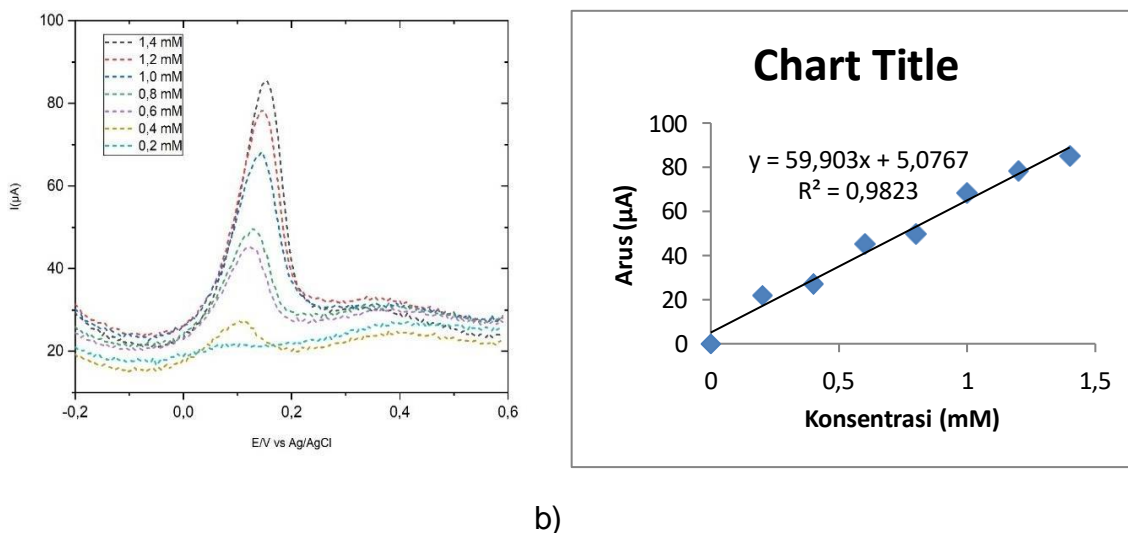 100
80
60
40
20
I(µA)
1,4 mM
1,2 mM
1,0 mM
0,8 mM
0,6 mM
0,4 mM
0,2 mM
-0,2 0,0 0,2 0,4 0,6
E/V vs Ag/AgCl
Chart Title
100
80
60
40
20
0
Arus (µA)
y = 59,903x + 5,0767
R² = 0,9823
0 0,5 1 1,5
Konsentrasi (mM)
b)